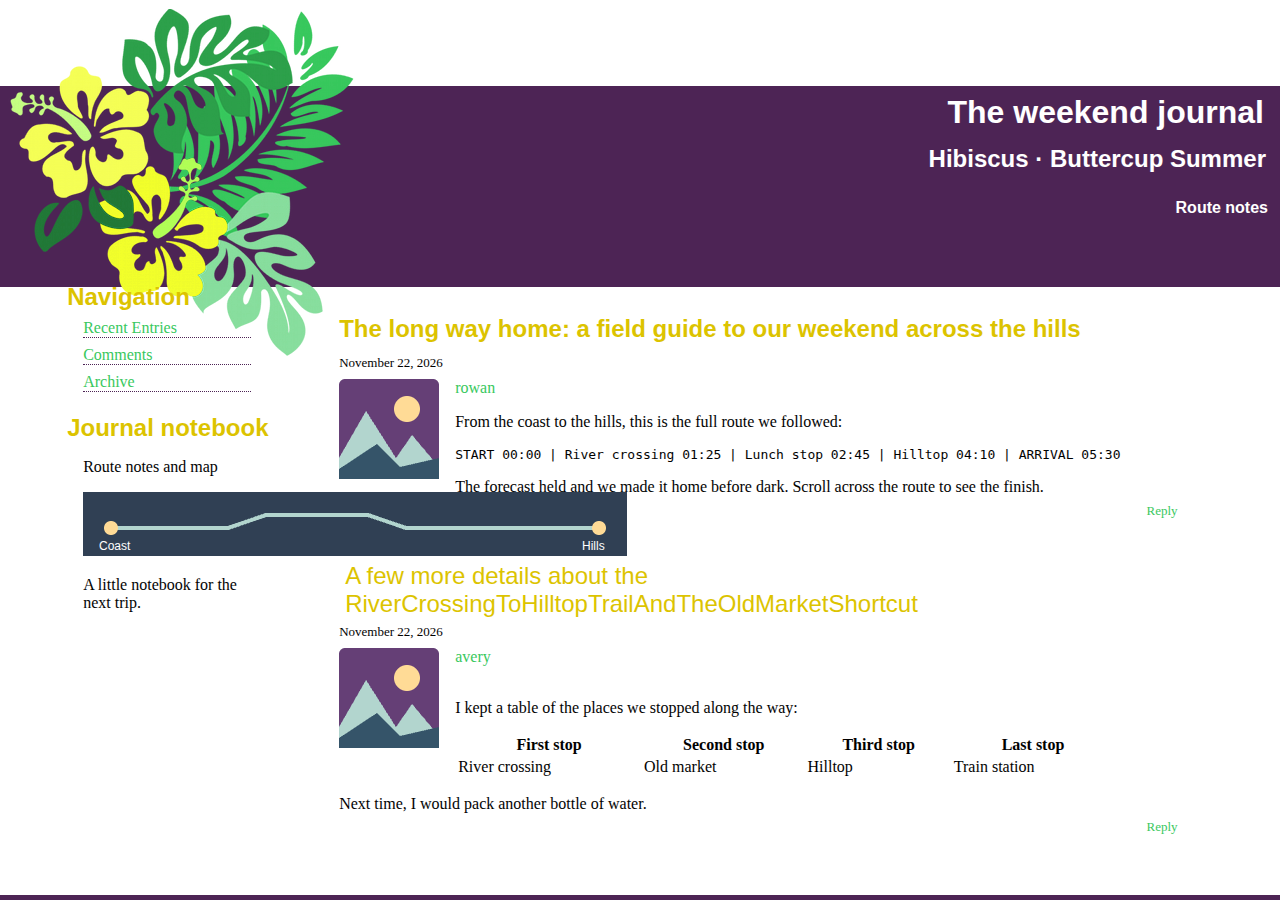 The weekend journal
Hibiscus · Buttercup Summer
Route notes
Navigation
Recent Entries
Comments
Archive
Journal notebook
Route notes and map
Coast Hills
A little notebook for the
next trip.
The long way home: a field guide to our weekend across the hills
November 22, 2026
rowan
From the coast to the hills, this is the full route we followed:
START 00:00 | River crossing 01:25 | Lunch stop 02:45 | Hilltop 04:10 | ARRIVAL 05:30
The forecast held and we made it home before dark. Scroll across the route to see the finish.
Reply
A few more details about the
RiverCrossingToHilltopTrailAndTheOldMarketShortcut
November 22, 2026
avery
I kept a table of the places we stopped along the way:
First stop Second stop Third stop Last stop
River crossing Old market Hilltop Train station
Next time, I would pack another bottle of water.
Reply